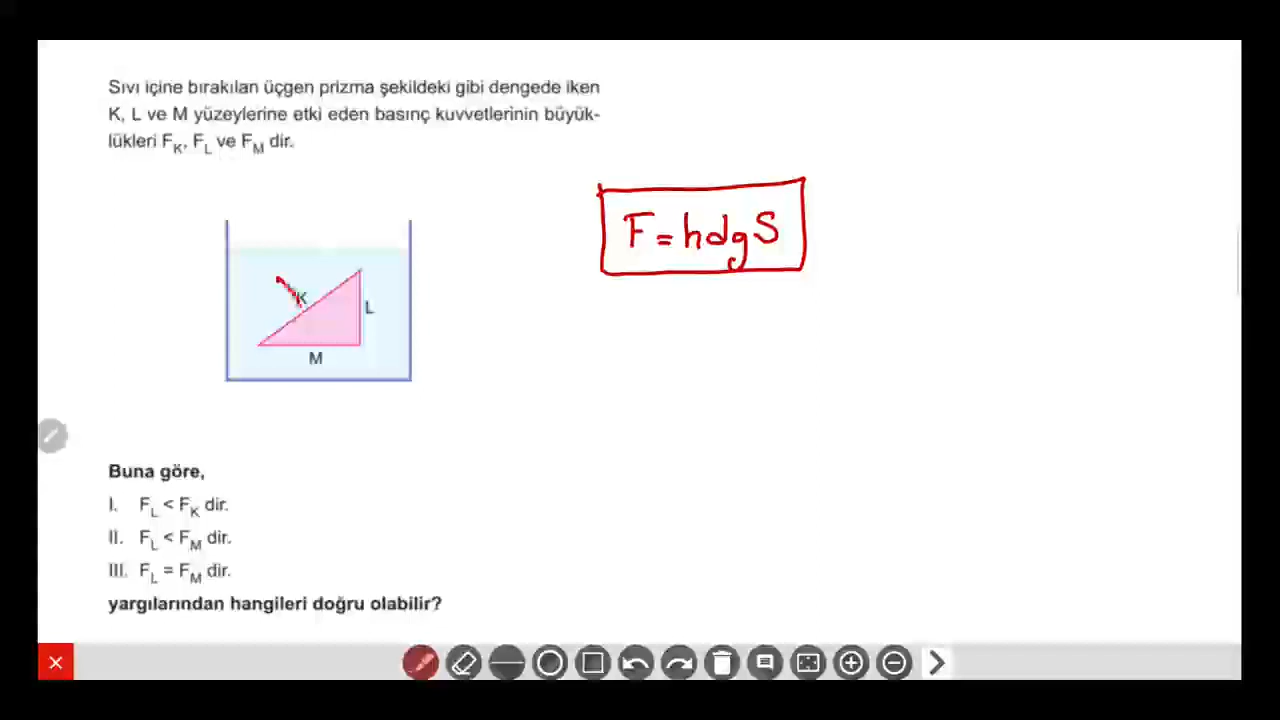 Sıvı içine bırakılan üçgen prizma şekildeki gibi dengede iken
K, L ve M yüzeylerine etki eden basınç kuvvetlerinin büyük-
lükleri F_K, F_L ve F_M dir.
F = hdgS
K
L
M
Buna göre,
I. F_L < F_K dir.
II. F_L < F_M dir.
III. F_L = F_M dir.
yargılarından hangileri doğru olabilir?